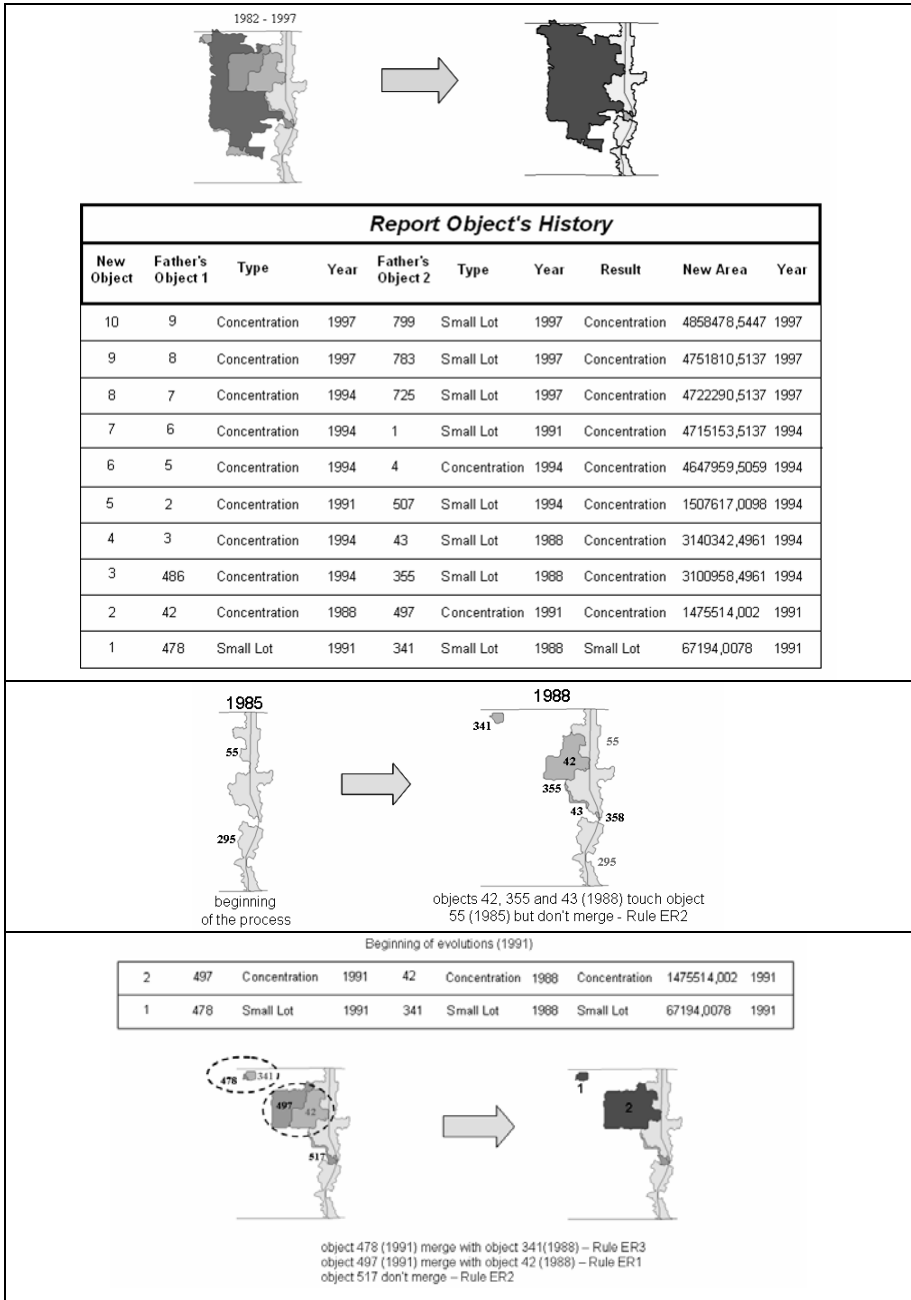 1982 - 1997
Report Object's History
New Object Father's Object 1 Type Year Father's Object 2 Type Year Result New Area Year
10 9 Concentration 1997 799 Small Lot 1997 Concentration 4858478,5447 1997
9 8 Concentration 1997 783 Small Lot 1997 Concentration 4751810,5137 1997
8 7 Concentration 1994 725 Small Lot 1997 Concentration 4722290,5137 1997
7 6 Concentration 1994 1 Small Lot 1991 Concentration 4715153,5137 1994
6 5 Concentration 1994 4 Concentration 1994 Concentration 4647959,5059 1994
5 2 Concentration 1991 507 Small Lot 1994 Concentration 1507617,0098 1994
4 3 Concentration 1994 43 Small Lot 1988 Concentration 3140342,4961 1994
3 486 Concentration 1994 355 Small Lot 1988 Concentration 3100958,4961 1994
2 42 Concentration 1988 497 Concentration 1991 Concentration 1475514,002 1991
1 478 Small Lot 1991 341 Small Lot 1988 Small Lot 67194,0078 1991
1985
55
295
beginning
of the process
1988
341
55
42
355
43
358
295
objects 42, 355 and 43 (1988) touch object
55 (1985) but don't merge - Rule ER2
Beginning of evolutions (1991)
2 497 Concentration 1991 42 Concentration 1988 Concentration 1475514,002 1991
1 478 Small Lot 1991 341 Small Lot 1988 Small Lot 67194,0078 1991
478 341
497 42
517
1
2
object 478 (1991) merge with object 341(1988) – Rule ER3
object 497 (1991) merge with object 42 (1988) – Rule ER1
object 517 don't merge – Rule ER2